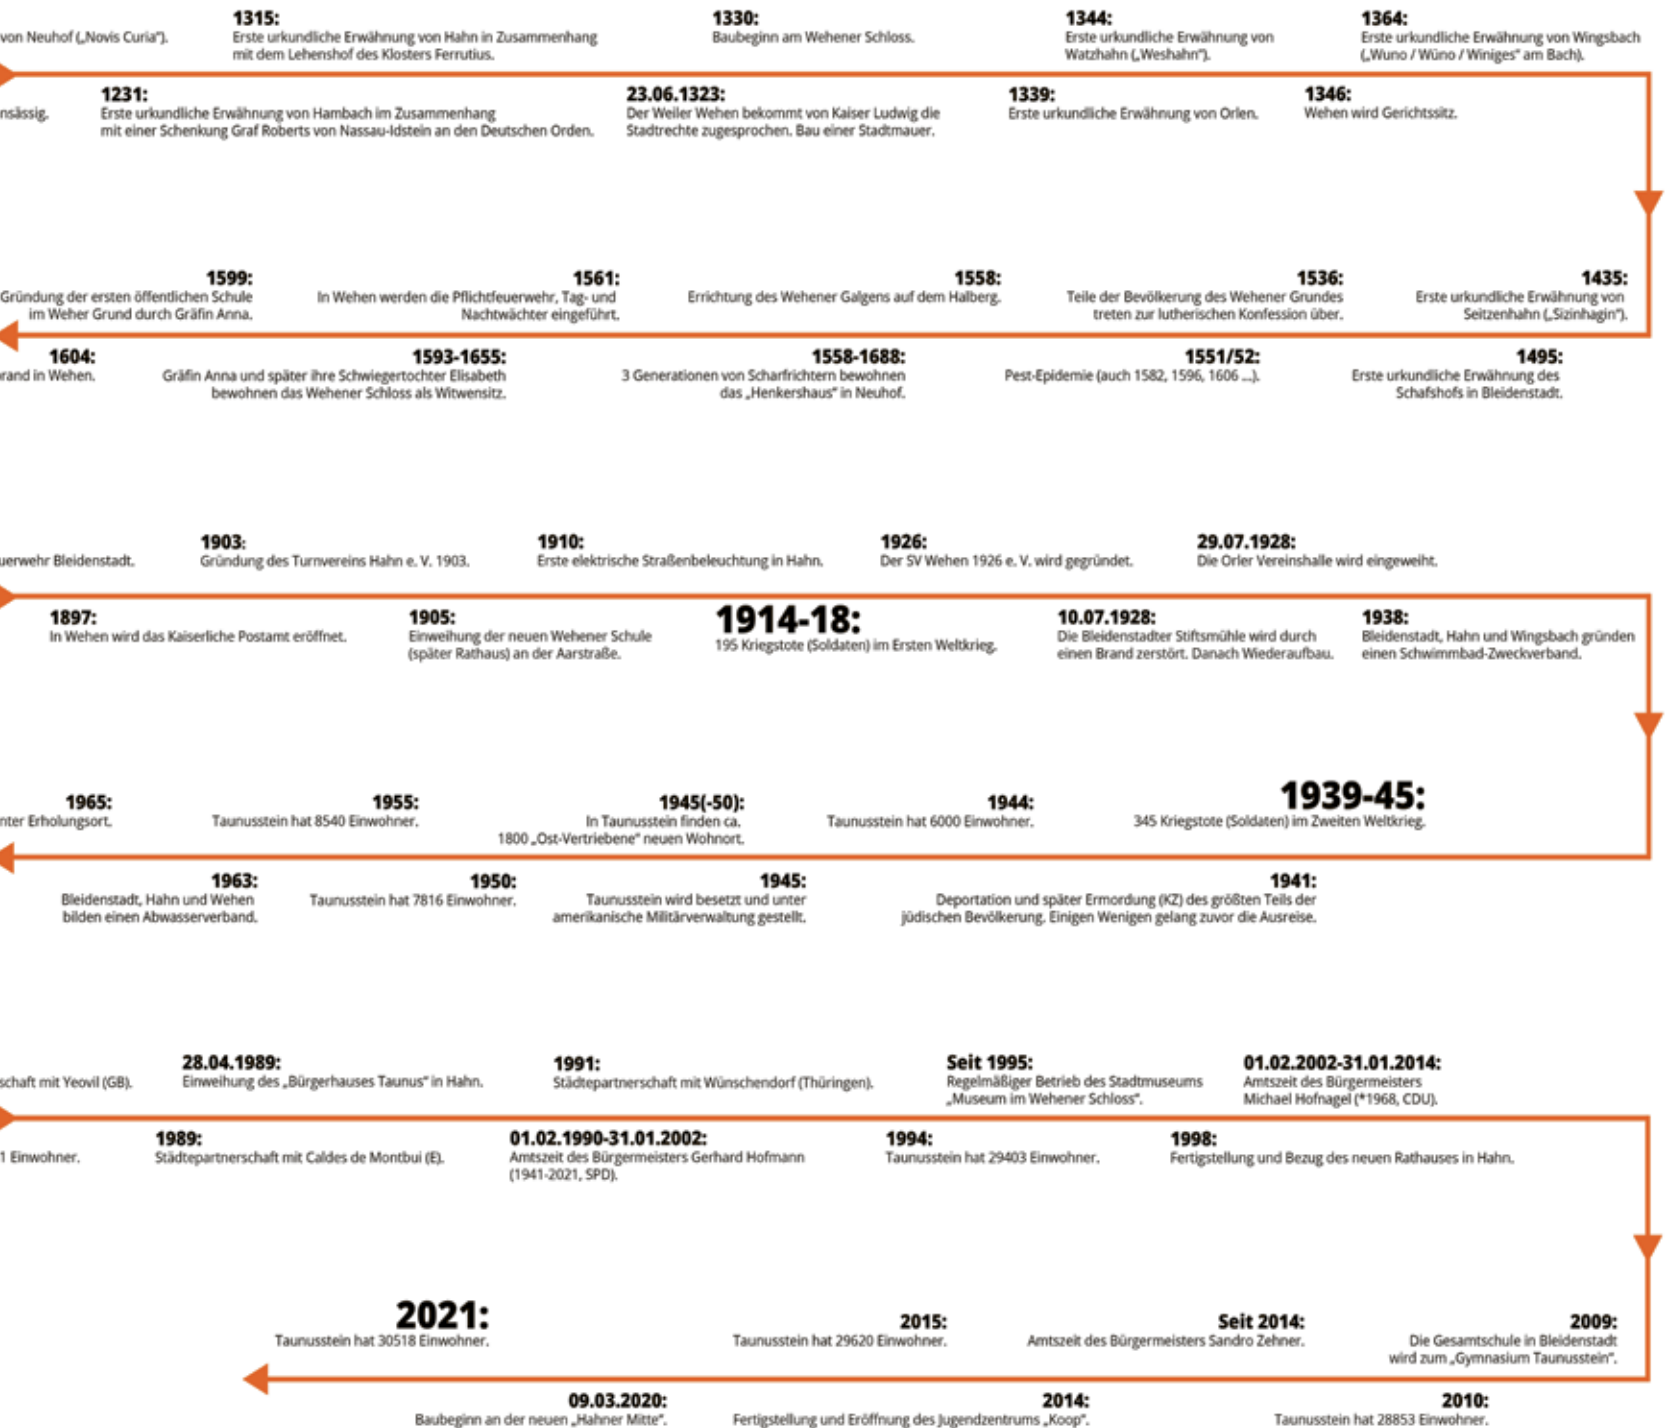 1315:
Erste urkundliche Erwähnung von Hahn in Zusammenhang
mit dem Lehenshof des Klosters Ferrutius.
1330:
Baubeginn am Wehener Schloss.
1344:
Erste urkundliche Erwähnung von
Watzhahn („Weshahn“).
1364:
Erste urkundliche Erwähnung von Wingsbach
(„Wuno / Wüno / Winiges“ am Bach).
von Neuhof („Novis Curia“).
nsässig.
1231:
Erste urkundliche Erwähnung von Hambach im Zusammenhang
mit einer Schenkung Graf Roberts von Nassau-Idstein an den Deutschen Orden.
23.06.1323:
Der Weiler Wehen bekommt von Kaiser Ludwig die
Stadtrechte zugesprochen. Bau einer Stadtmauer.
1339:
Erste urkundliche Erwähnung von Orlen.
1346:
Wehen wird Gerichtssitz.
1599:
Gründung der ersten öffentlichen Schule
im Weher Grund durch Gräfin Anna.
1561:
In Wehen werden die Pflichtfeuerwehr, Tag- und
Nachtwächter eingeführt.
1558:
Errichtung des Wehener Galgens auf dem Halberg.
1536:
Teile der Bevölkerung des Wehener Grundes
treten zur lutherischen Konfession über.
1435:
Erste urkundliche Erwähnung von
Seitzenhahn („Sizinhagin“).
1604:
rand in Wehen.
1593-1655:
Gräfin Anna und später ihre Schwiegertochter Elisabeth
bewohnen das Wehener Schloss als Witwensitz.
1558-1688:
3 Generationen von Scharfrichtern bewohnen
das „Henkershaus“ in Neuhof.
1551/52:
Pest-Epidemie (auch 1582, 1596, 1606 ...).
1495:
Erste urkundliche Erwähnung des
Schafshofs in Bleidenstadt.
uerwehr Bleidenstadt.
1903:
Gründung des Turnvereins Hahn e. V. 1903.
1910:
Erste elektrische Straßenbeleuchtung in Hahn.
1926:
Der SV Wehen 1926 e. V. wird gegründet.
29.07.1928:
Die Orler Vereinshalle wird eingeweiht.
1897:
In Wehen wird das Kaiserliche Postamt eröffnet.
1905:
Einweihung der neuen Wehener Schule
(später Rathaus) an der Aarstraße.
1914-18:
195 Kriegstote (Soldaten) im Ersten Weltkrieg.
10.07.1928:
Die Bleidenstadter Stiftsmühle wird durch
einen Brand zerstört. Danach Wiederaufbau.
1938:
Bleidenstadt, Hahn und Wingsbach gründen
einen Schwimmbad-Zweckverband.
1965:
nter Erholungsort.
1955:
Taunusstein hat 8540 Einwohner.
1945(-50):
In Taunusstein finden ca.
1800 „Ost-Vertriebene“ neuen Wohnort.
1944:
Taunusstein hat 6000 Einwohner.
1939-45:
345 Kriegstote (Soldaten) im Zweiten Weltkrieg.
1963:
Bleidenstadt, Hahn und Wehen
bilden einen Abwasserverband.
1950:
Taunusstein hat 7816 Einwohner.
1945:
Taunusstein wird besetzt und unter
amerikanische Militärverwaltung gestellt.
1941:
Deportation und später Ermordung (KZ) des größten Teils der
jüdischen Bevölkerung. Einigen Wenigen gelang zuvor die Ausreise.
schaft mit Yeovil (GB).
28.04.1989:
Einweihung des „Bürgerhauses Taunus“ in Hahn.
1991:
Städtepartnerschaft mit Wünschendorf (Thüringen).
Seit 1995:
Regelmäßiger Betrieb des Stadtmuseums
„Museum im Wehener Schloss“.
01.02.2002-31.01.2014:
Amtszeit des Bürgermeisters
Michael Hofnagel (*1968, CDU).
1 Einwohner.
1989:
Städtepartnerschaft mit Caldes de Montbui (E).
01.02.1990-31.01.2002:
Amtszeit des Bürgermeisters Gerhard Hofmann
(1941-2021, SPD).
1994:
Taunusstein hat 29403 Einwohner.
1998:
Fertigstellung und Bezug des neuen Rathauses in Hahn.
2021:
Taunusstein hat 30518 Einwohner.
2015:
Taunusstein hat 29620 Einwohner.
Seit 2014:
Amtszeit des Bürgermeisters Sandro Zehner.
2009:
Die Gesamtschule in Bleidenstadt
wird zum „Gymnasium Taunusstein“.
09.03.2020:
Baubeginn an der neuen „Hahner Mitte“.
2014:
Fertigstellung und Eröffnung des Jugendzentrums „Koop“.
2010:
Taunusstein hat 28853 Einwohner.